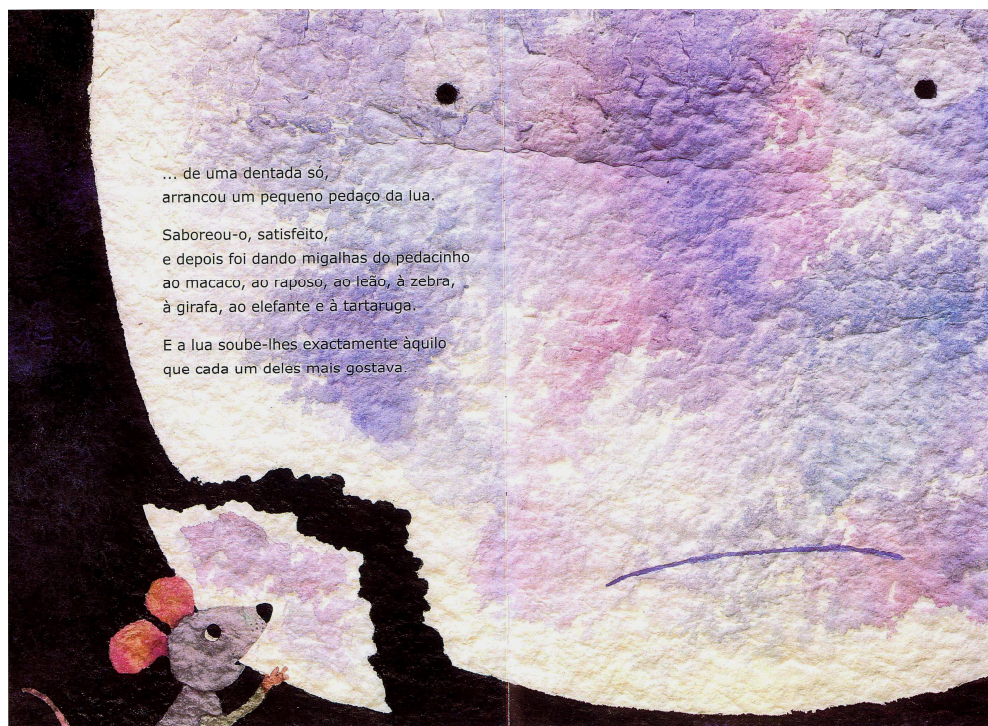 ... de uma dentada só,
arrancou um pequeno pedaço da lua.
Saboreou-o, satisfeito,
e depois foi dando migalhas do pedacinho
ao macaco, ao raposo, ao leão, à zebra,
à girafa, ao elefante e à tartaruga.
E a lua soube-lhes exactamente àquilo
que cada um deles mais gostava.